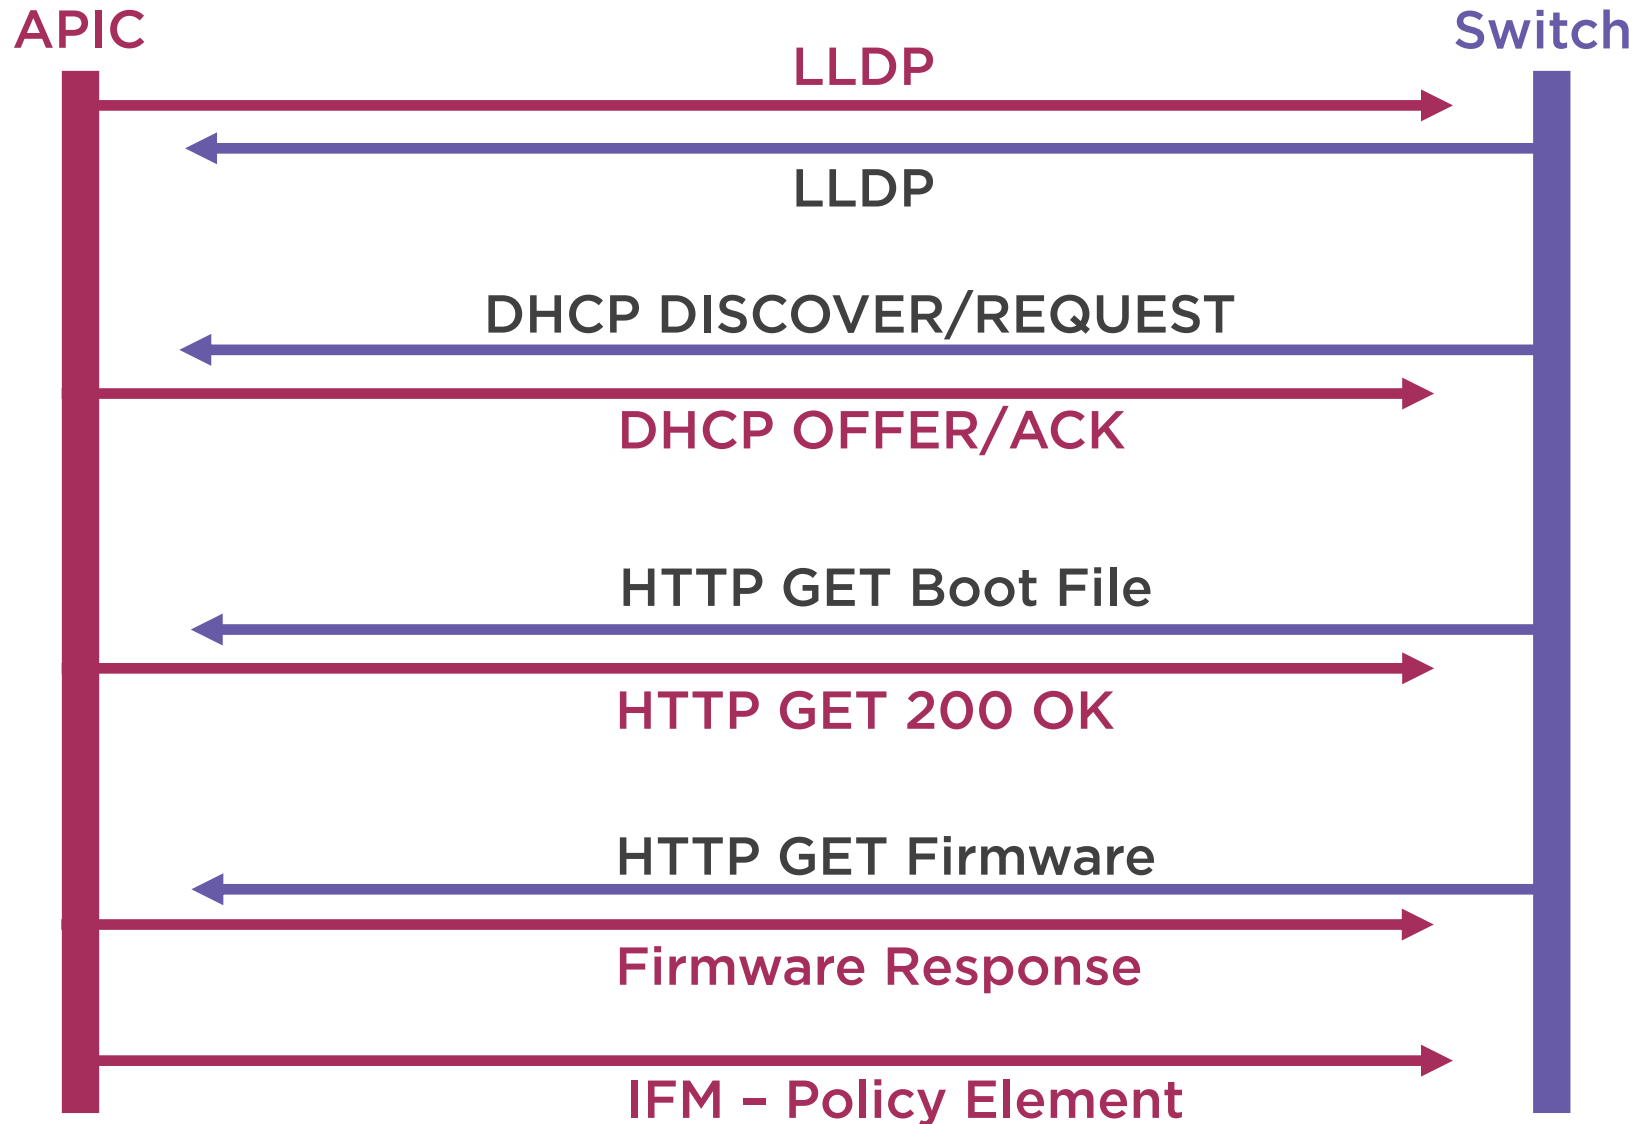 APIC
Switch
LLDP
LLDP
DHCP DISCOVER/REQUEST
DHCP OFFER/ACK
HTTP GET Boot File
HTTP GET 200 OK
HTTP GET Firmware
Firmware Response
IFM – Policy Element